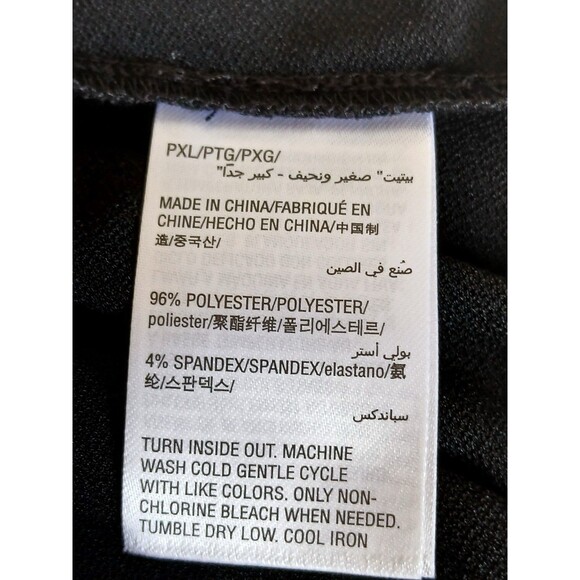 PXL/PTG/PXG/
بيتيت" صغير ونحيف - كبير جدًا"
MADE IN CHINA/FABRIQUÉ EN
CHINE/HECHO EN CHINA/中国制
造/중국산/
صُنع في الصين
96% POLYESTER/POLYESTER/
poliester/聚酯纤维/폴리에스테르/
بولي أستر
4% SPANDEX/SPANDEX/elastano/氨
纶/스판덱스/
سباندكس
TURN INSIDE OUT. MACHINE
WASH COLD GENTLE CYCLE
WITH LIKE COLORS. ONLY NON-
CHLORINE BLEACH WHEN NEEDED.
TUMBLE DRY LOW. COOL IRON